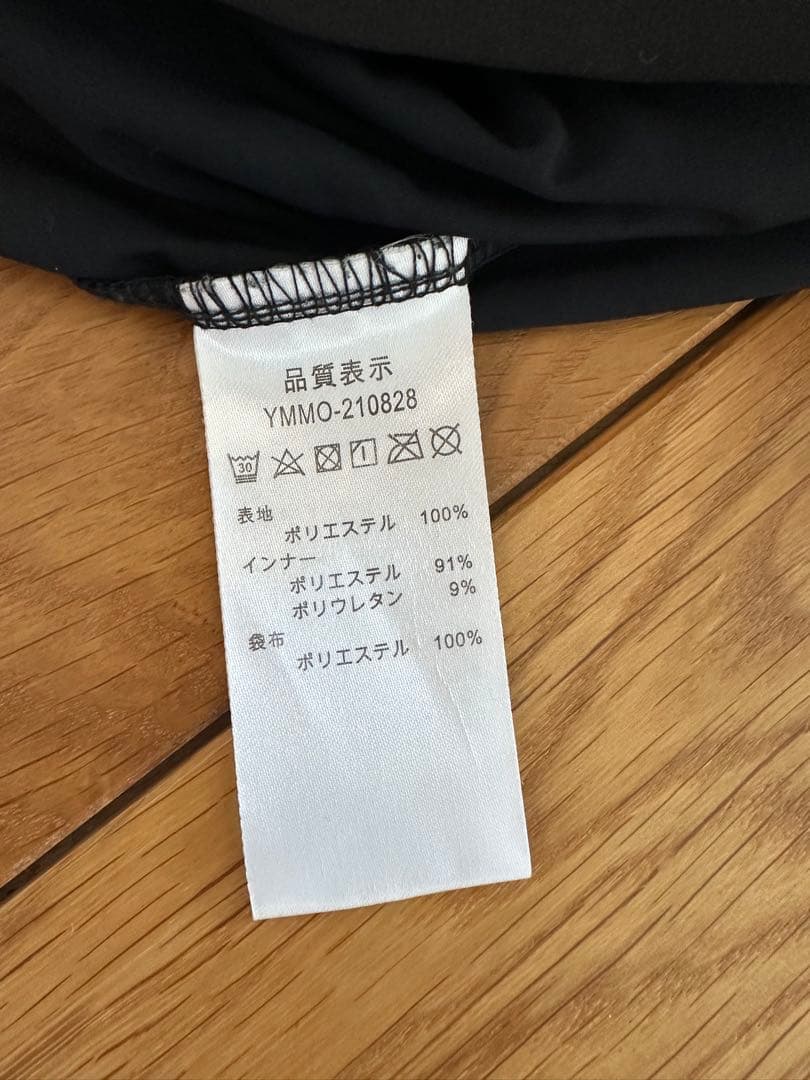 品質表示
YMMO-210828
30
表地
ポリエステル 100%
インナー
ポリエステル 91%
ポリウレタン 9%
袋布
ポリエステル 100%